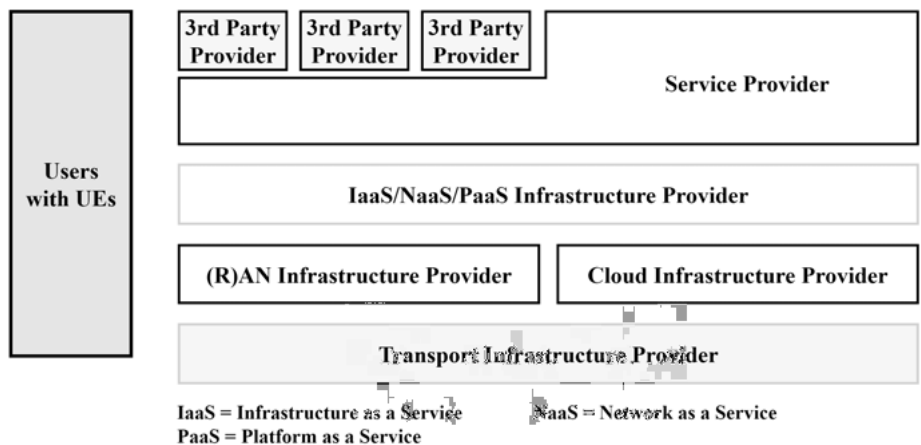 3rd Party
Provider
3rd Party
Provider
3rd Party
Provider
Service Provider
Users
with UEs
IaaS/NaaS/PaaS Infrastructure Provider
(R)AN Infrastructure Provider
Cloud Infrastructure Provider
Transport Infrastructure Provider
IaaS = Infrastructure as a Service
NaaS = Network as a Service
PaaS = Platform as a Service